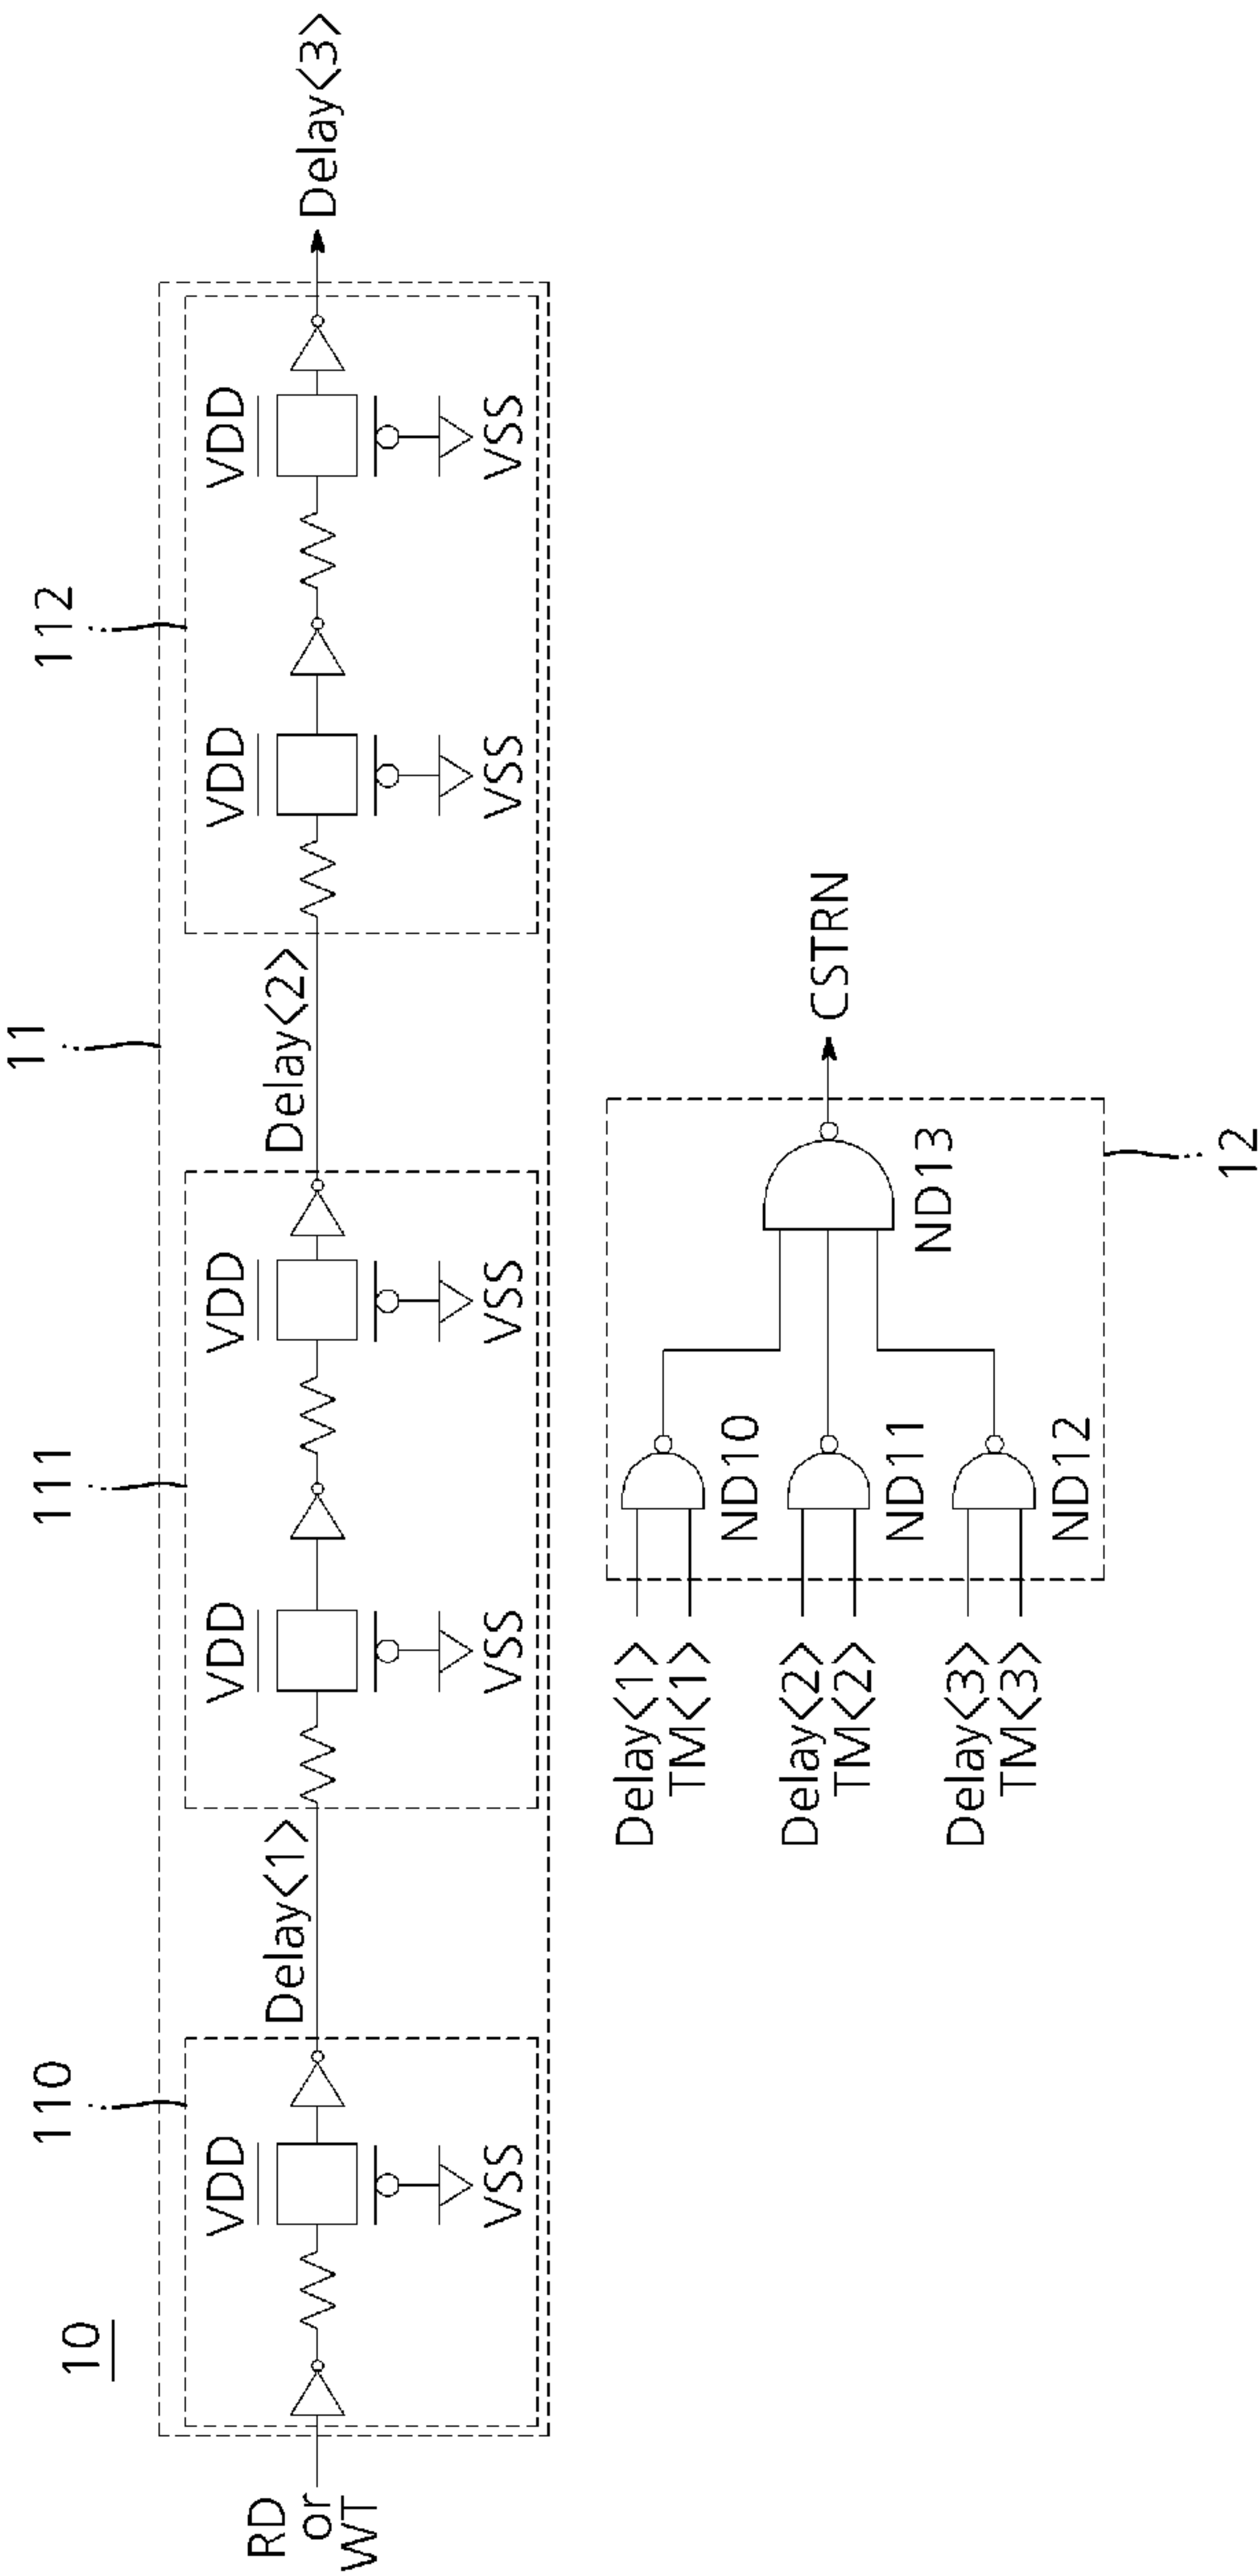 10
11
110
111
112
VDD
VDD
VDD
VDD
VDD
RD
or
WT
Delay<1>
Delay<2>
Delay<3>
VSS
VSS
VSS
VSS
VSS
Delay<1>
TM<1>
ND10
Delay<2>
TM<2>
ND11
Delay<3>
TM<3>
ND12
ND13
CSTRN
12